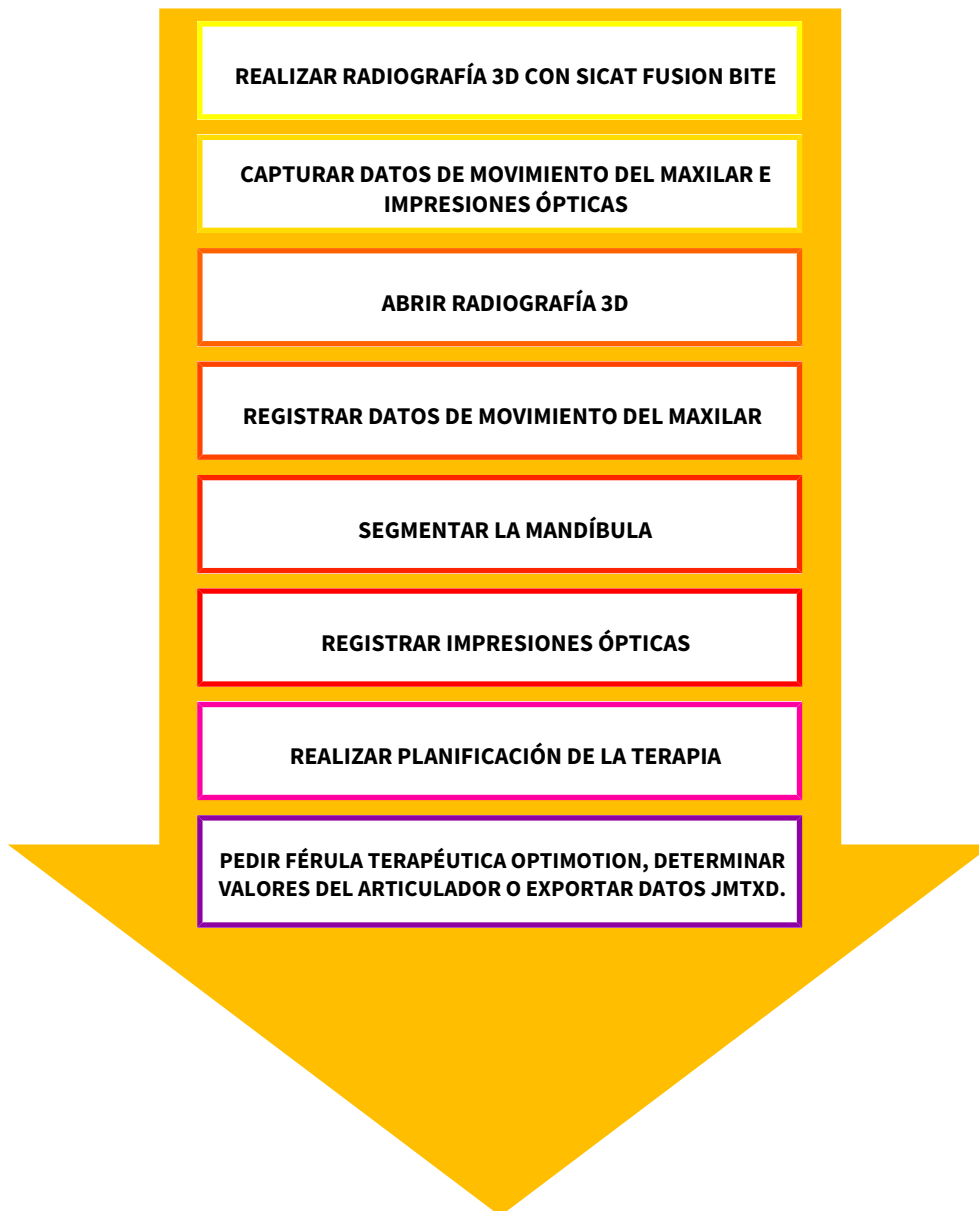 REALIZAR RADIOGRAFÍA 3D CON SICAT FUSION BITE
CAPTURAR DATOS DE MOVIMIENTO DEL MAXILAR E
IMPRESIONES ÓPTICAS
ABRIR RADIOGRAFÍA 3D
REGISTRAR DATOS DE MOVIMIENTO DEL MAXILAR
SEGMENTAR LA MANDÍBULA
REGISTRAR IMPRESIONES ÓPTICAS
REALIZAR PLANIFICACIÓN DE LA TERAPIA
PEDIR FÉRULA TERAPÉUTICA OPTIMOTION, DETERMINAR
VALORES DEL ARTICULADOR O EXPORTAR DATOS JMTXD.